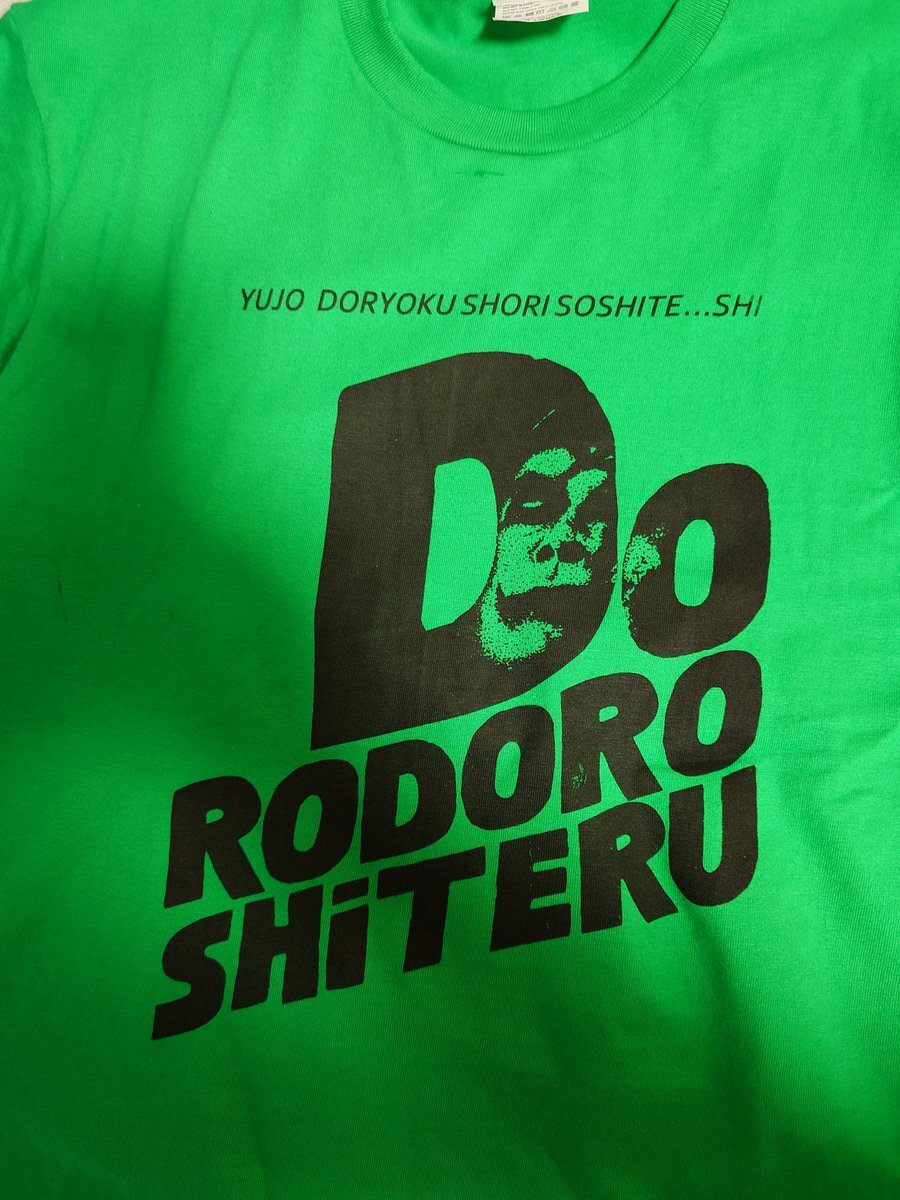 YUJO DORYOKU SHORI SOSHITE...SHI
Do
RODORO
SHiTERU